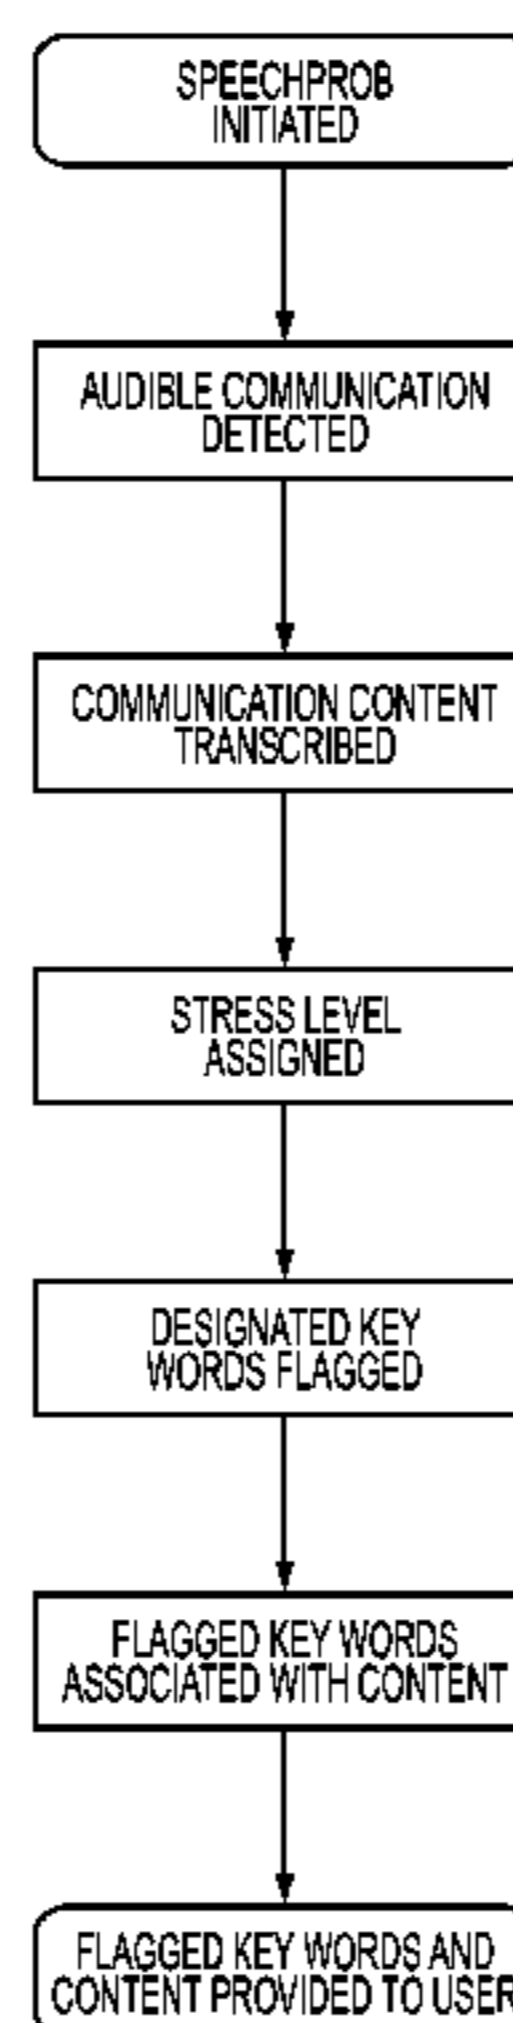 SPEECHPROB
INITIATED
AUDIBLE COMMUNICATION
DETECTED
COMMUNICATION CONTENT
TRANSCRIBED
STRESS LEVEL
ASSIGNED
DESIGNATED KEY
WORDS FLAGGED
FLAGGED KEY WORDS
ASSOCIATED WITH CONTENT
FLAGGED KEY WORDS AND
CONTENT PROVIDED TO USER